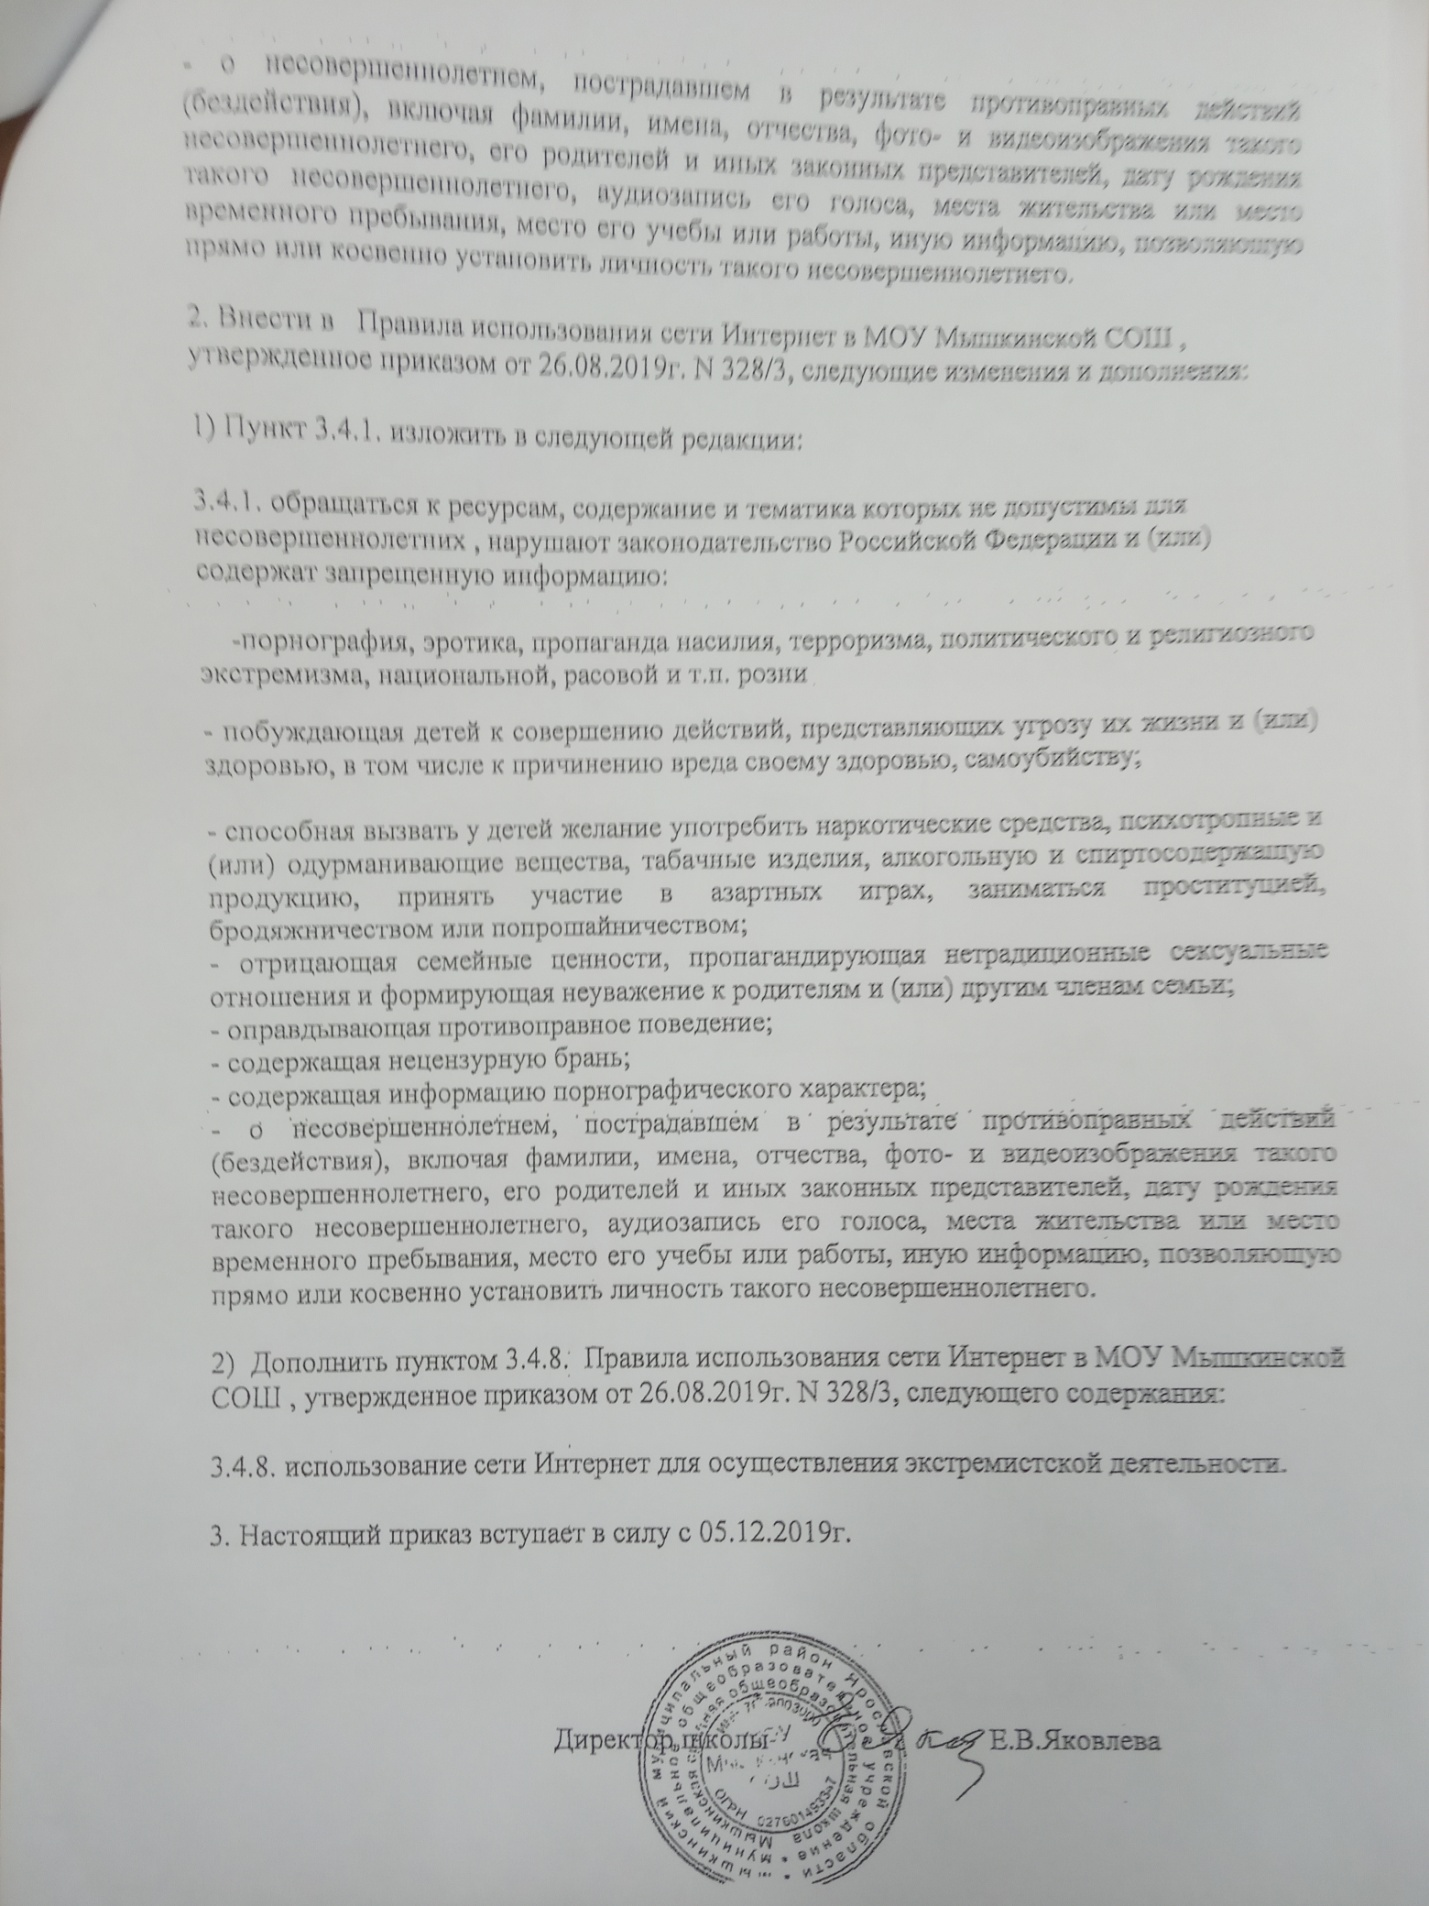 - о несовершеннолетнем, пострадавшем в результате противоправных действий
(бездействия), включая фамилии, имена, отчества, фото- и видеоизображения такого
несовершеннолетнего, его родителей и иных законных представителей, дату рождения
такого несовершеннолетнего, аудиозапись его голоса, места жительства или место
временного пребывания, место его учебы или работы, иную информацию, позволяющую
прямо или косвенно установить личность такого несовершеннолетнего.
2. Внести в Правила использования сети Интернет в МОУ Мышкинской СОШ ,
утвержденное приказом от 26.08.2019г. N 328/3, следующие изменения и дополнения:
1) Пункт 3.4.1. изложить в следующей редакции:
3.4.1. обращаться к ресурсам, содержание и тематика которых не допустимы для
несовершеннолетних , нарушают законодательство Российской Федерации и (или)
содержат запрещенную информацию:
-порнография, эротика, пропаганда насилия, терроризма, политического и религиозного
экстремизма, национальной, расовой и т.п. розни
- побуждающая детей к совершению действий, представляющих угрозу их жизни и (или)
здоровью, в том числе к причинению вреда своему здоровью, самоубийству;
- способная вызвать у детей желание употребить наркотические средства, психотропные и
(или) одурманивающие вещества, табачные изделия, алкогольную и спиртосодержащую
продукцию, принять участие в азартных играх, заниматься проституцией,
бродяжничеством или попрошайничеством;
- отрицающая семейные ценности, пропагандирующая нетрадиционные сексуальные
отношения и формирующая неуважение к родителям и (или) другим членам семьи;
- оправдывающая противоправное поведение;
- содержащая нецензурную брань;
- содержащая информацию порнографического характера;
- о несовершеннолетнем, пострадавшем в результате противоправных действий
(бездействия), включая фамилии, имена, отчества, фото- и видеоизображения такого
несовершеннолетнего, его родителей и иных законных представителей, дату рождения
такого несовершеннолетнего, аудиозапись его голоса, места жительства или место
временного пребывания, место его учебы или работы, иную информацию, позволяющую
прямо или косвенно установить личность такого несовершеннолетнего.
2) Дополнить пунктом 3.4.8. Правила использования сети Интернет в МОУ Мышкинской
СОШ , утвержденное приказом от 26.08.2019г. N 328/3, следующего содержания:
3.4.8. использование сети Интернет для осуществления экстремистской деятельности.
3. Настоящий приказ вступает в силу с 05.12.2019г.
Директор школы Е.В.Яковлева
муниципальный район Ярославской области
общеобразовательное учреждение
Мышкинская общеобразовательная школа
ОГРН